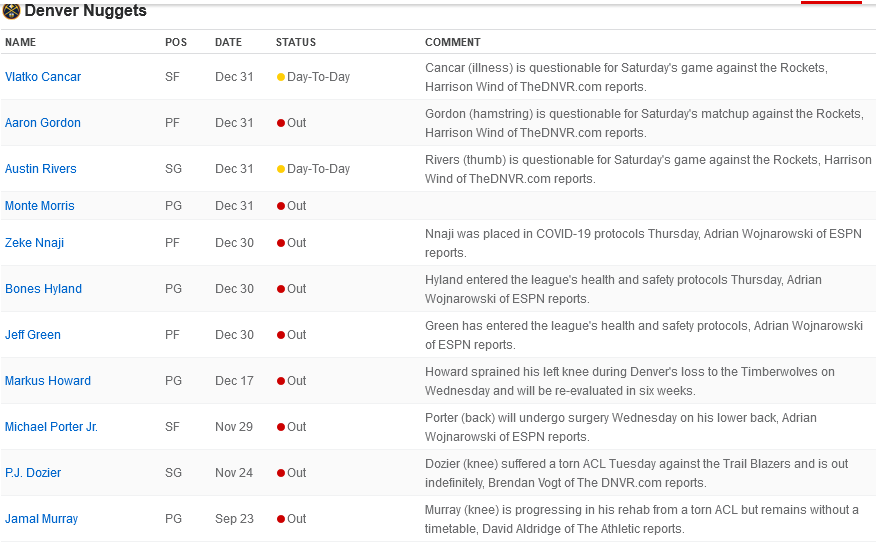 Denver Nuggets
NAME POS DATE STATUS COMMENT
Vlatko Cancar SF Dec 31 Day-To-Day Cancar (illness) is questionable for Saturday's game against the Rockets,
Harrison Wind of TheDNVR.com reports.
Aaron Gordon PF Dec 31 Out Gordon (hamstring) is questionable for Saturday's matchup against the Rockets,
Harrison Wind of TheDNVR.com reports.
Austin Rivers SG Dec 31 Day-To-Day Rivers (thumb) is questionable for Saturday's game against the Rockets, Harrison
Wind of TheDNVR.com reports.
Monte Morris PG Dec 31 Out
Zeke Nnaji PF Dec 30 Out Nnaji was placed in COVID-19 protocols Thursday, Adrian Wojnarowski of ESPN
reports.
Bones Hyland PG Dec 30 Out Hyland entered the league's health and safety protocols Thursday, Adrian
Wojnarowski of ESPN reports.
Jeff Green PF Dec 30 Out Green has entered the league's health and safety protocols, Adrian Wojnarowski
of ESPN reports.
Markus Howard PG Dec 17 Out Howard sprained his left knee during Denver's loss to the Timberwolves on
Wednesday and will be re-evaluated in six weeks.
Michael Porter Jr. SF Nov 29 Out Porter (back) will undergo surgery Wednesday on his lower back, Adrian
Wojnarowski of ESPN reports.
P.J. Dozier SG Nov 24 Out Dozier (knee) suffered a torn ACL Tuesday against the Trail Blazers and is out
indefinitely, Brendan Vogt of The DNVR.com reports.
Jamal Murray PG Sep 23 Out Murray (knee) is progressing in his rehab from a torn ACL but remains without a
timetable, David Aldridge of The Athletic reports.